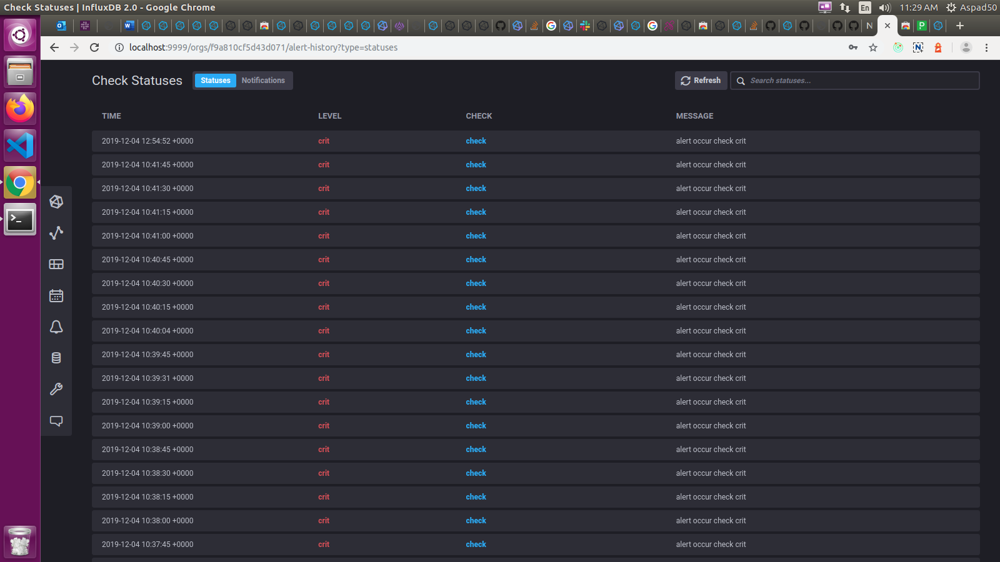 Check Statuses | InfluxDB 2.0 - Google Chrome
En
11:29 AM
Aspad50
localhost:9999/orgs/f9a810cf5d43d071/alert-history?type=statuses
Check Statuses
Statuses
Notifications
Refresh
Search statuses...
TIME LEVEL CHECK MESSAGE
2019-12-04 12:54:52 +0000 crit check alert occur check crit
2019-12-04 10:41:45 +0000 crit check alert occur check crit
2019-12-04 10:41:30 +0000 crit check alert occur check crit
2019-12-04 10:41:15 +0000 crit check alert occur check crit
2019-12-04 10:41:00 +0000 crit check alert occur check crit
2019-12-04 10:40:45 +0000 crit check alert occur check crit
2019-12-04 10:40:30 +0000 crit check alert occur check crit
2019-12-04 10:40:15 +0000 crit check alert occur check crit
2019-12-04 10:40:04 +0000 crit check alert occur check crit
2019-12-04 10:39:45 +0000 crit check alert occur check crit
2019-12-04 10:39:31 +0000 crit check alert occur check crit
2019-12-04 10:39:15 +0000 crit check alert occur check crit
2019-12-04 10:39:00 +0000 crit check alert occur check crit
2019-12-04 10:38:45 +0000 crit check alert occur check crit
2019-12-04 10:38:30 +0000 crit check alert occur check crit
2019-12-04 10:38:15 +0000 crit check alert occur check crit
2019-12-04 10:38:00 +0000 crit check alert occur check crit
2019-12-04 10:37:45 +0000 crit check alert occur check crit